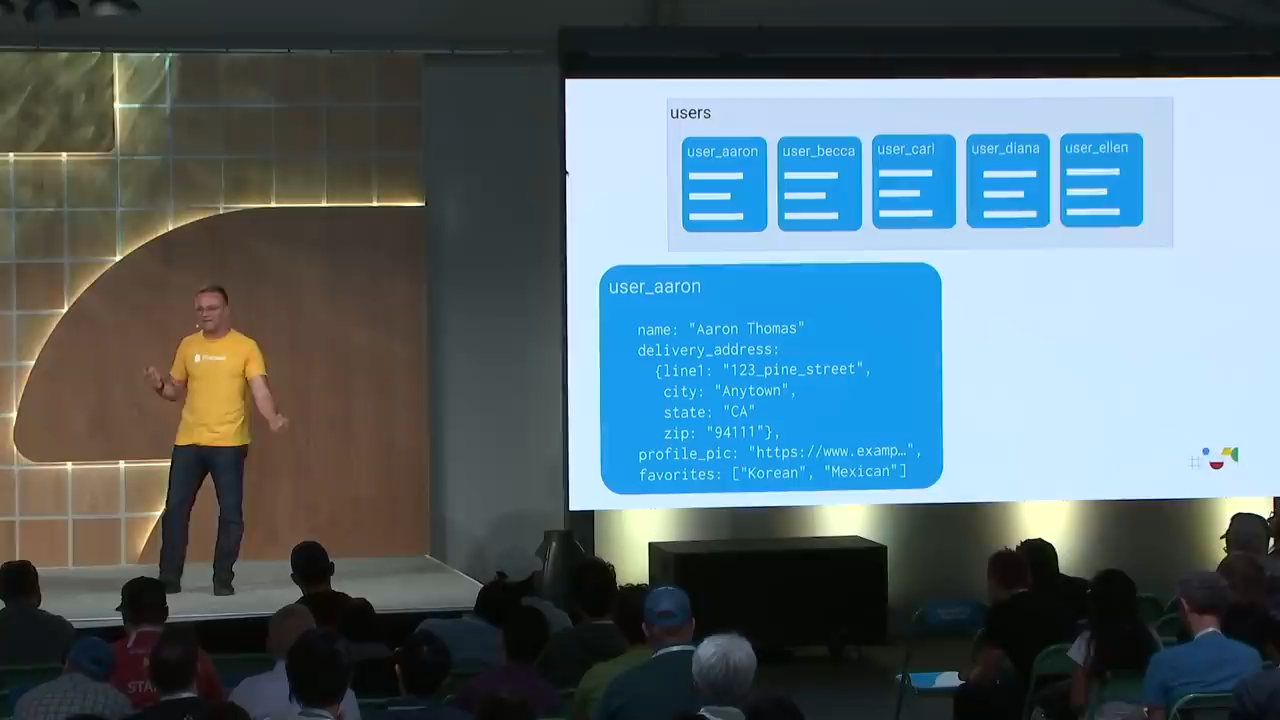 users
user_aaron
user_becca
user_carl
user_diana
user_ellen
user_aaron
name: "Aaron Thomas"
delivery_address:
{line1: "123_pine_street",
city: "Anytown",
state: "CA"
zip: "94111"},
profile_pic: "https://www.examp…",
favorites: ["Korean", "Mexican"]
STA